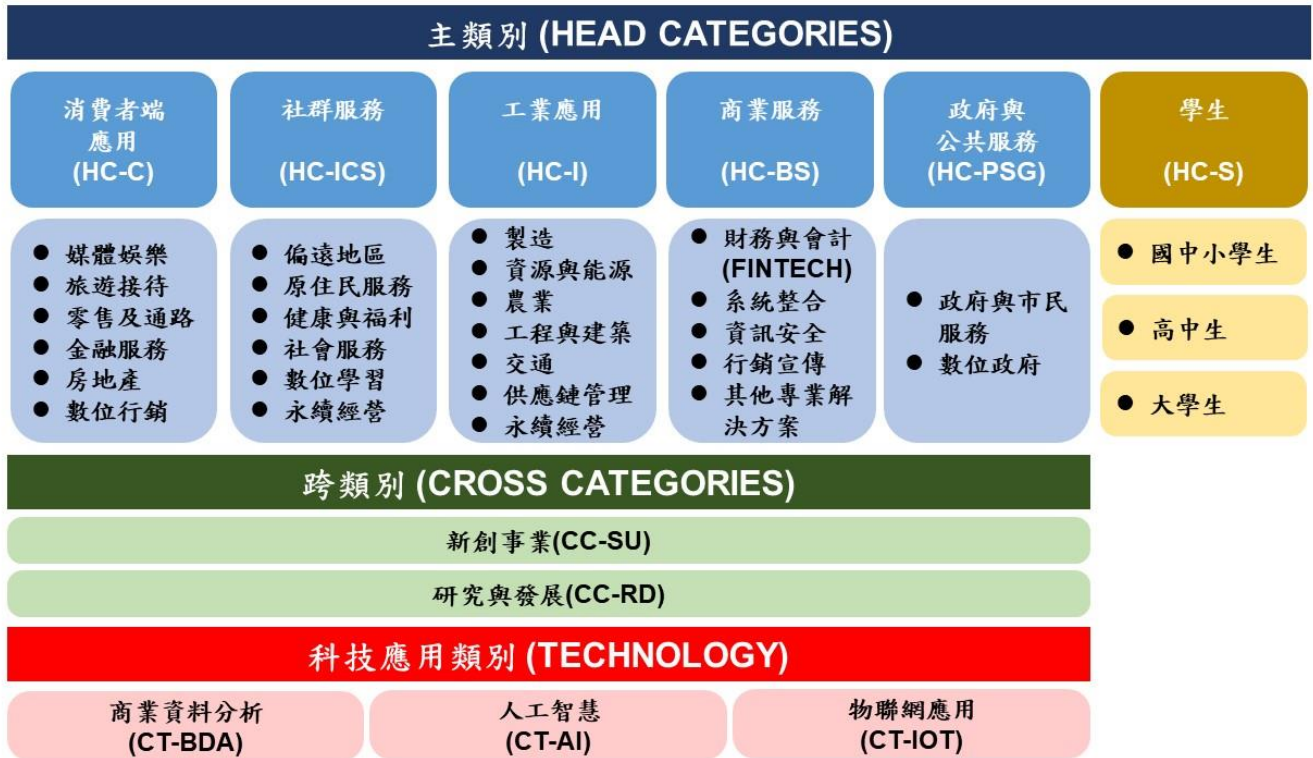 主類別 (HEAD CATEGORIES)
消費者端
應用
(HC-C)
社群服務
(HC-ICS)
工業應用
(HC-I)
商業服務
(HC-BS)
政府與
公共服務
(HC-PSG)
學生
(HC-S)
● 媒體娛樂
● 旅遊接待
● 零售及通路
● 金融服務
● 房地產
● 數位行銷
● 偏遠地區
● 原住民服務
● 健康與福利
● 社會服務
● 數位學習
● 永續經營
● 製造
● 資源與能源
● 農業
● 工程與建築
● 交通
● 供應鏈管理
● 永續經營
● 財務與會計
(FINTECH)
● 系統整合
● 資訊安全
● 行銷宣傳
● 其他專業解
決方案
● 政府與市民
服務
● 數位政府
● 國中小學生
● 高中生
● 大學生
跨類別 (CROSS CATEGORIES)
新創事業(CC-SU)
研究與發展(CC-RD)
科技應用類別 (TECHNOLOGY)
商業資料分析
(CT-BDA)
人工智慧
(CT-AI)
物聯網應用
(CT-IOT)